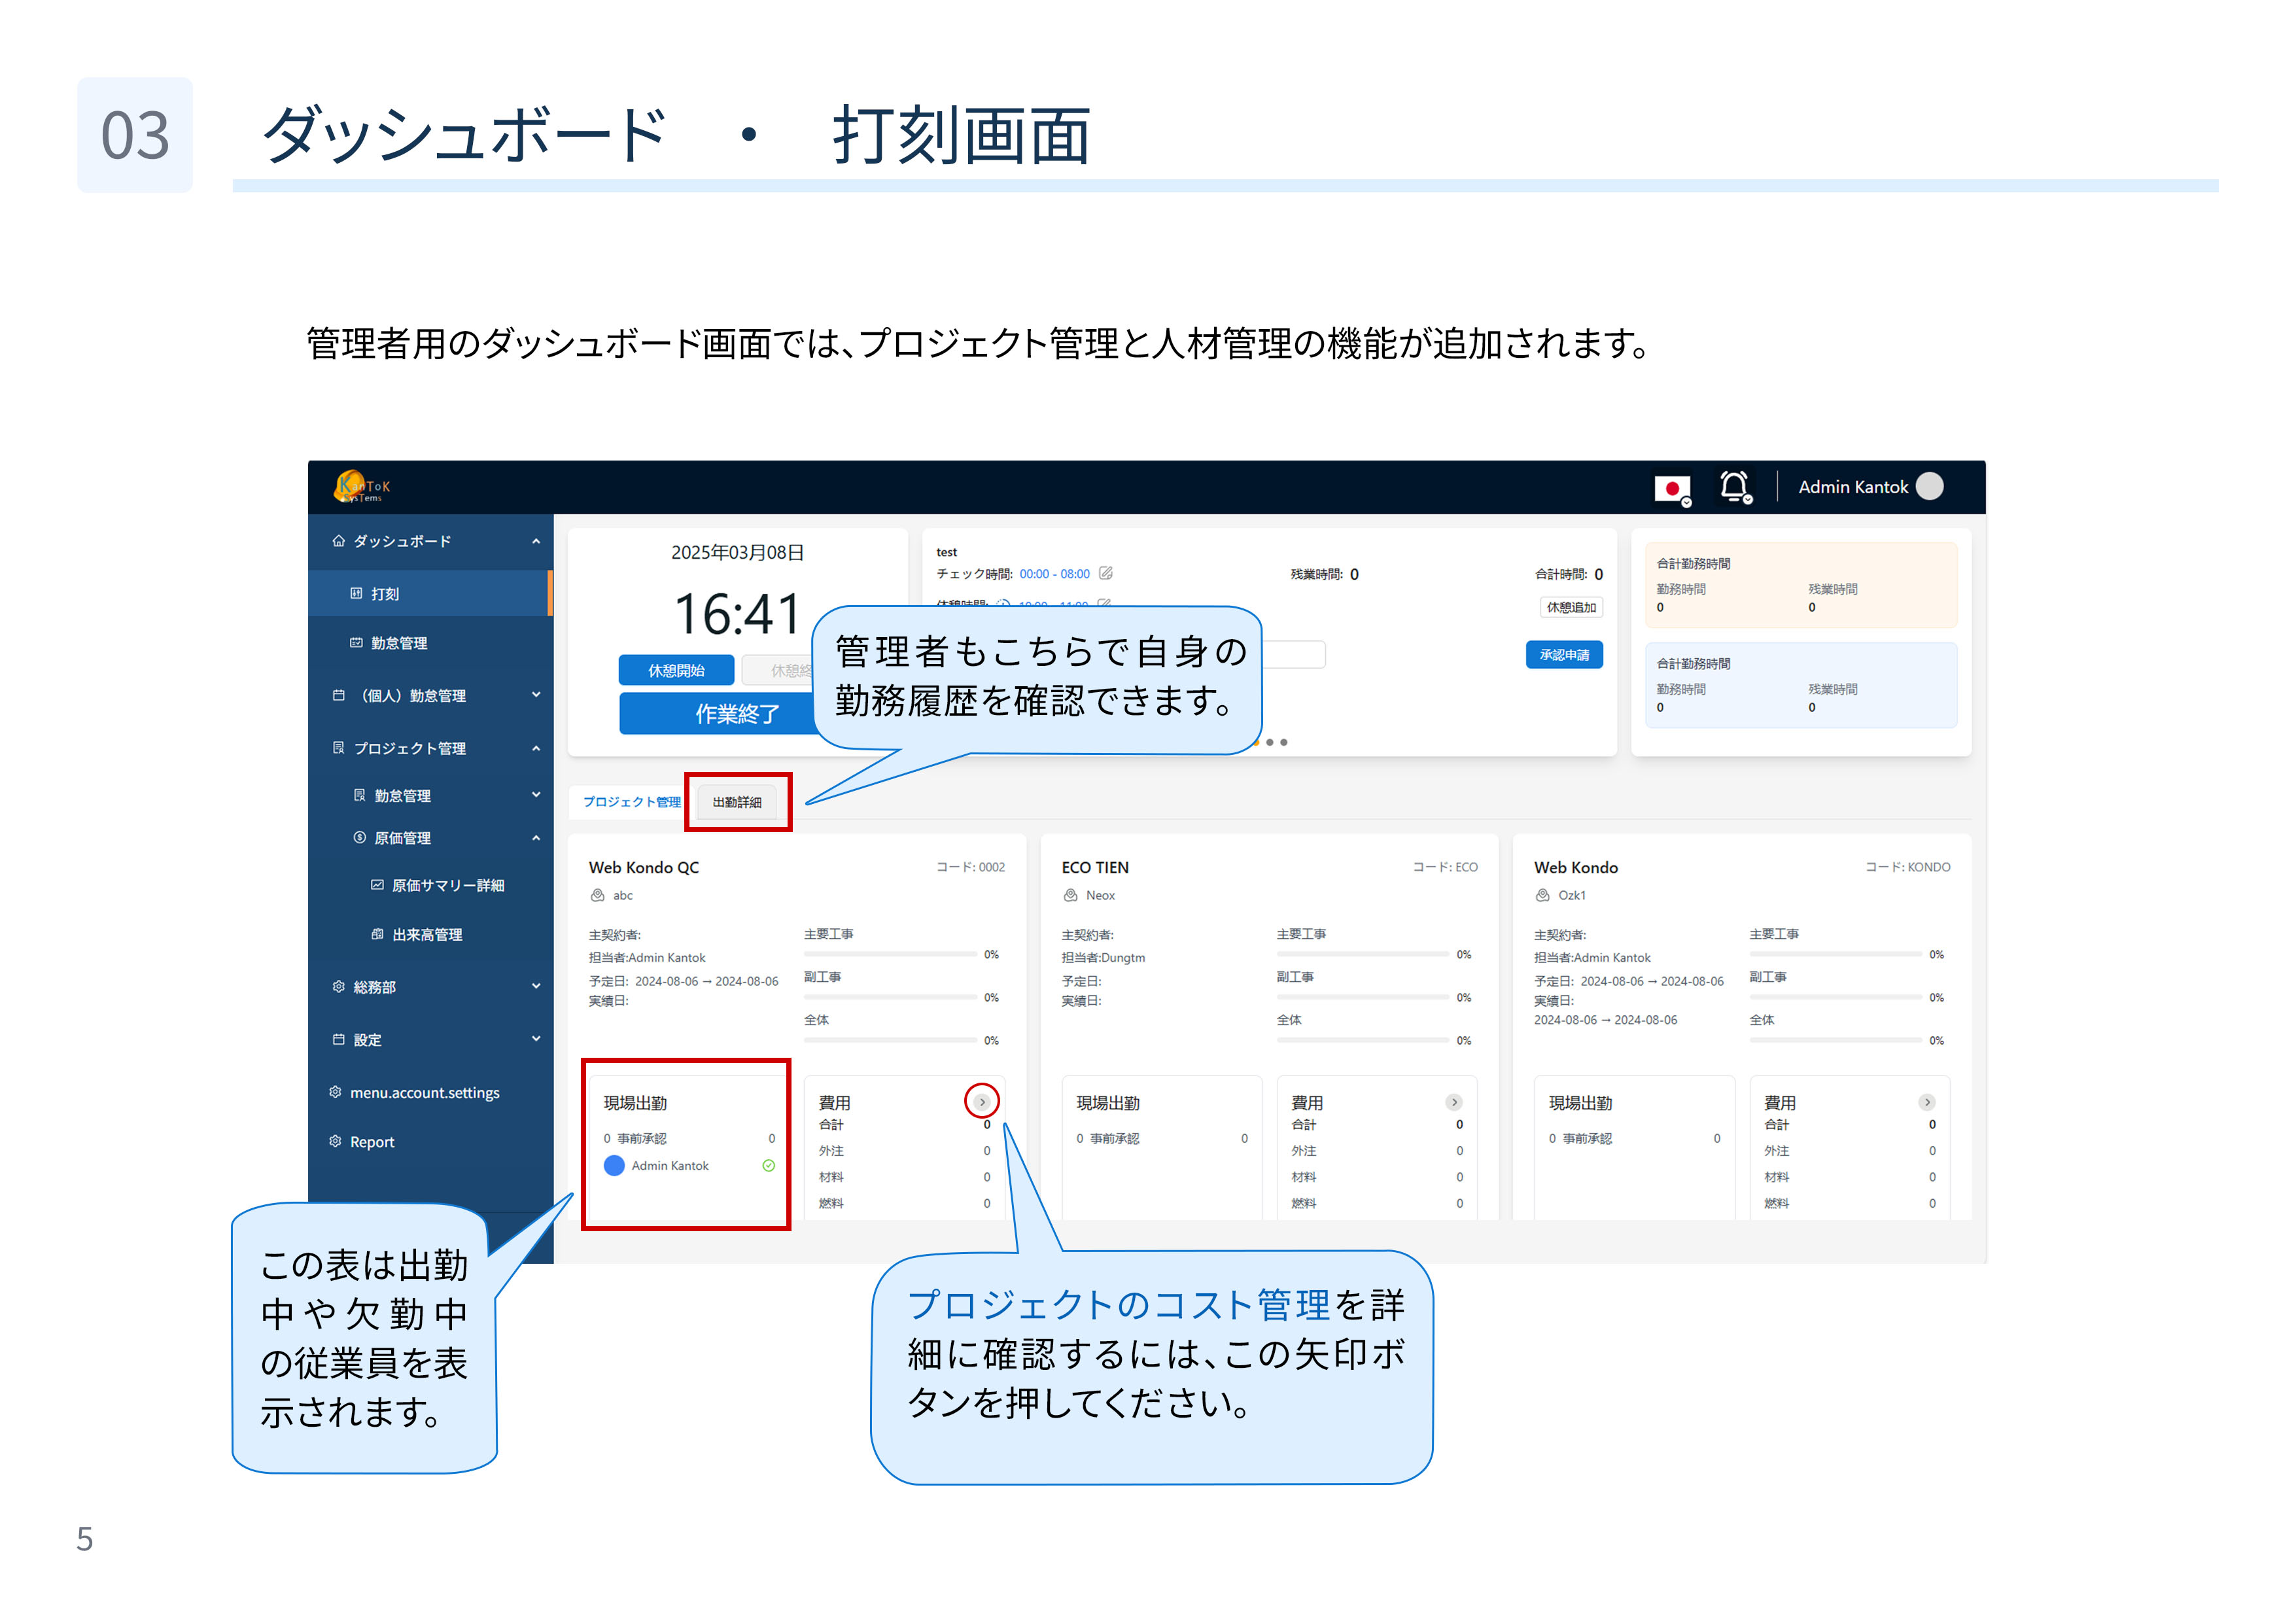 03
ダッシュボード ・ 打刻画面
管理者用のダッシュボード画面では、プロジェクト管理と人材管理の機能が追加されます。
KanToK
sysTems
Admin Kantok
ダッシュボード
打刻
勤怠管理
（個人）勤怠管理
プロジェクト管理
勤怠管理
原価管理
原価サマリー詳細
出来高管理
総務部
設定
menu.account.settings
Report
2025年03月08日
16:41
休憩開始
休憩終
作業終了
test
チェック時間: 00:00 - 08:00
残業時間: 0
合計時間: 0
休憩時間: 10:00 - 11:00
休憩追加
承認申請
合計勤務時間
勤務時間 残業時間
0 0
合計勤務時間
勤務時間 残業時間
0 0
管理者もこちらで自身の
勤務履歴を確認できます。
プロジェクト管理
出勤詳細
Web Kondo QC コード: 0002
abc
主契約者:
担当者:Admin Kantok
予定日: 2024-08-06 → 2024-08-06
実績日:
主要工事
0%
副工事
0%
全体
0%
現場出勤
0 事前承認 0
Admin Kantok
費用
合計 0
外注 0
材料 0
燃料 0
ECO TIEN コード: ECO
Neox
主契約者:
担当者:Dungtm
予定日:
実績日:
主要工事
0%
副工事
0%
全体
0%
現場出勤
0 事前承認 0
費用
合計 0
外注 0
材料 0
燃料 0
Web Kondo コード: KONDO
Ozk1
主契約者:
担当者:Admin Kantok
予定日: 2024-08-06 → 2024-08-06
実績日:
2024-08-06 → 2024-08-06
主要工事
0%
副工事
0%
全体
0%
現場出勤
0 事前承認 0
費用
合計 0
外注 0
材料 0
燃料 0
この表は出勤
中や欠勤中
の従業員を表
示されます。
プロジェクトのコスト管理を詳
細に確認するには、この矢印ボ
タンを押してください。
5